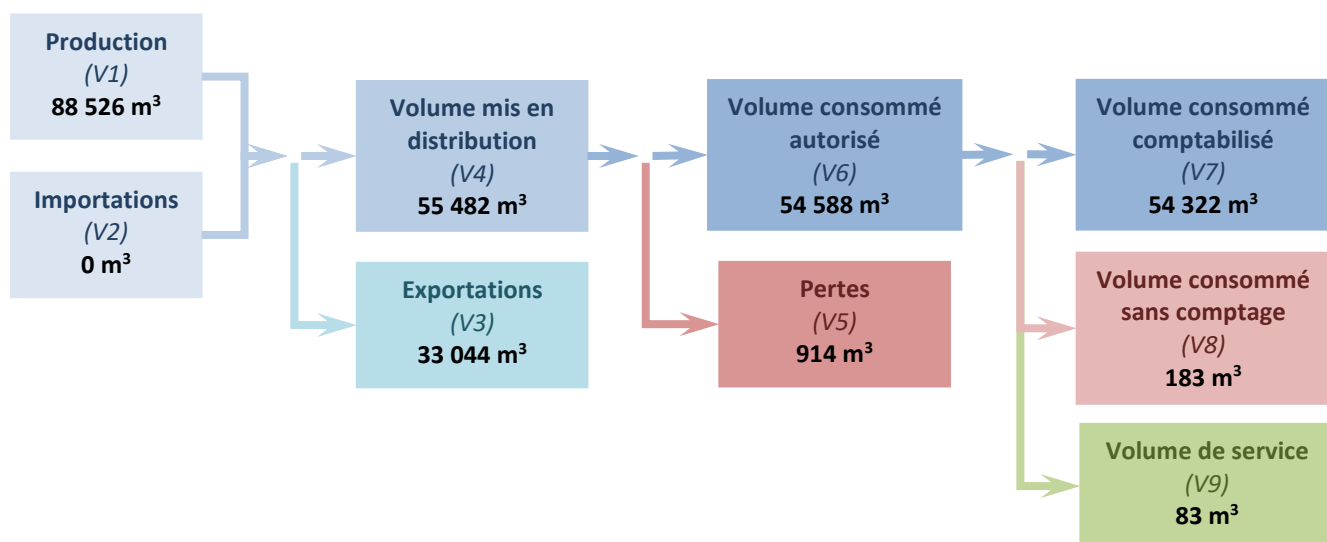 Production
(V1)
88 526 m³
Importations
(V2)
0 m³
Volume mis en
distribution
(V4)
55 482 m³
Exportations
(V3)
33 044 m³
Volume consommé
autorisé
(V6)
54 588 m³
Pertes
(V5)
914 m³
Volume consommé
comptabilisé
(V7)
54 322 m³
Volume consommé
sans comptage
(V8)
183 m³
Volume de service
(V9)
83 m³